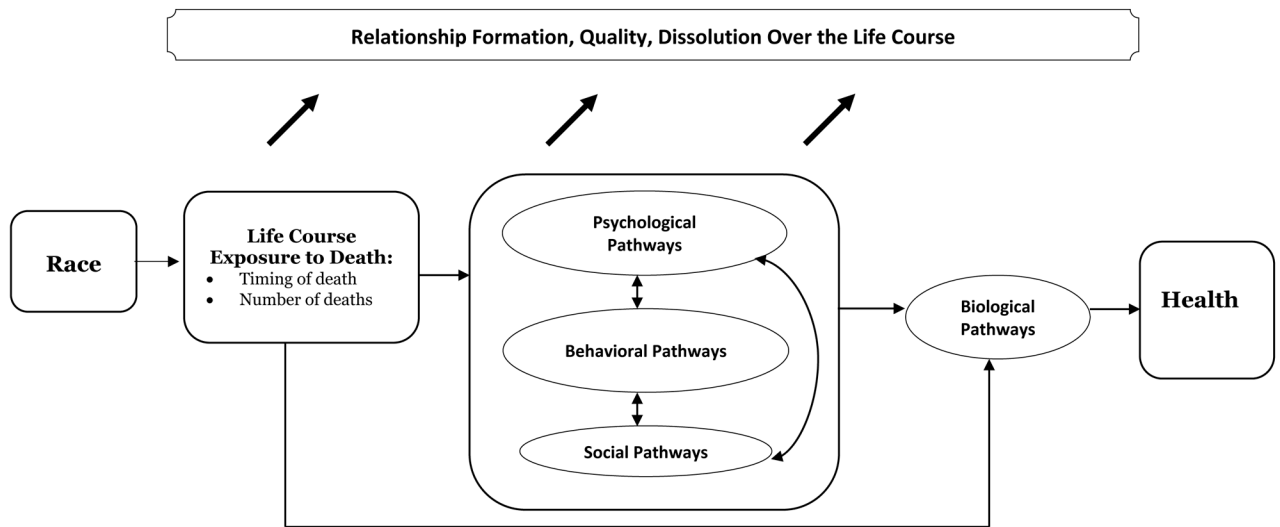 Relationship Formation, Quality, Dissolution Over the Life Course
Race
Life Course
Exposure to Death:
• Timing of death
• Number of deaths
Psychological
Pathways
Behavioral Pathways
Social Pathways
Biological
Pathways
Health